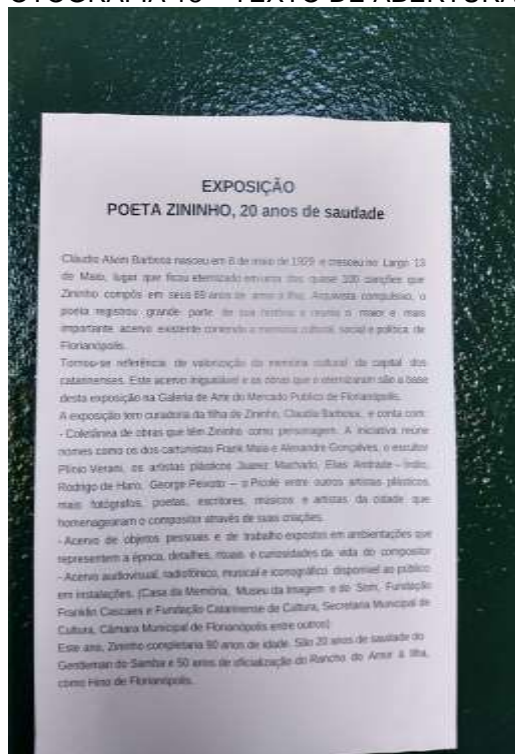 OTOGRAFIA 18 – TEXTO DE ABERTURA
EXPOSIÇÃO
POETA ZININHO, 20 anos de saudade
Cláudio Alvim Barbosa nasceu em 8 de maio de 1929 e cresceu no Largo 13
de Maio, lugar que ficou eternizado em uma das quase 100 canções que
Zininho compôs em seus 69 anos de amor à Ilha. Arquivista compulsivo, o
poeta registrou grande parte de sua história e reuniu o maior e mais
importante acervo existente contendo a memória cultural, social e política de
Florianópolis.
Tornou-se referência de valorização da memória cultural da capital dos
catarinenses. Este acervo inigualável e as obras que o eternizaram são a base
desta exposição na Galeria de Arte do Mercado Público de Florianópolis.
A exposição tem curadoria da filha de Zininho, Cláudia Barbosa, e conta com:
- Coletânea de obras que têm Zininho como personagem. A iniciativa reúne
nomes como os dos cartunistas Frank Maia e Alexandre Gonçalves, o escultor
Plínio Verani, os artistas plásticos Juarez Machado, Elias Andrade – Índio,
Rodrigo de Haro, George Peixoto – o Picolé entre outros artistas plásticos,
mais fotógrafos, poetas, escritores, músicos e artistas da cidade que
homenagearam o compositor através de suas criações.
- Acervo de objetos pessoais e de trabalho expostos em ambientações que
representem a época, detalhes, rituais e curiosidades da vida do compositor
- Acervo audiovisual, radiofônico, musical e iconográfico disponível ao público
em instalações. (Casa da Memória, Museu da Imagem e do Som, Fundação
Franklin Cascaes e Fundação Catarinense de Cultura, Secretaria Municipal de
Cultura, Câmara Municipal de Florianópolis entre outros)
Este ano, Zininho completaria 90 anos de idade. São 20 anos de saudade do
Gentleman do Samba e 50 anos de oficialização do Rancho do Amor à Ilha,
como Hino de Florianópolis.